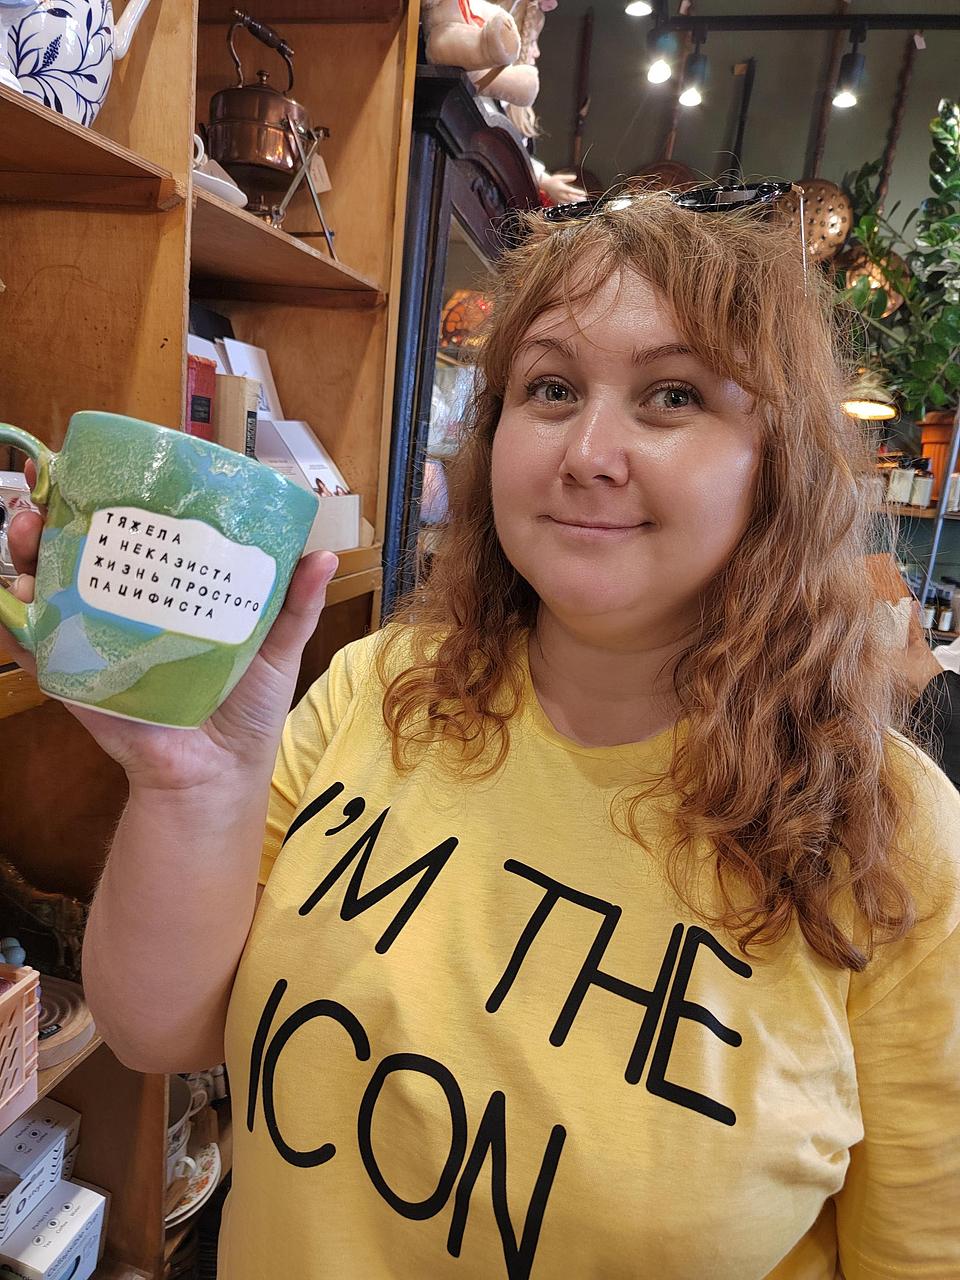 ТЯЖЕЛА
И НЕКАЗИСТА
ЖИЗНЬ ПРОСТОГО
ПАЦИФИСТА
I'M THE
ICON